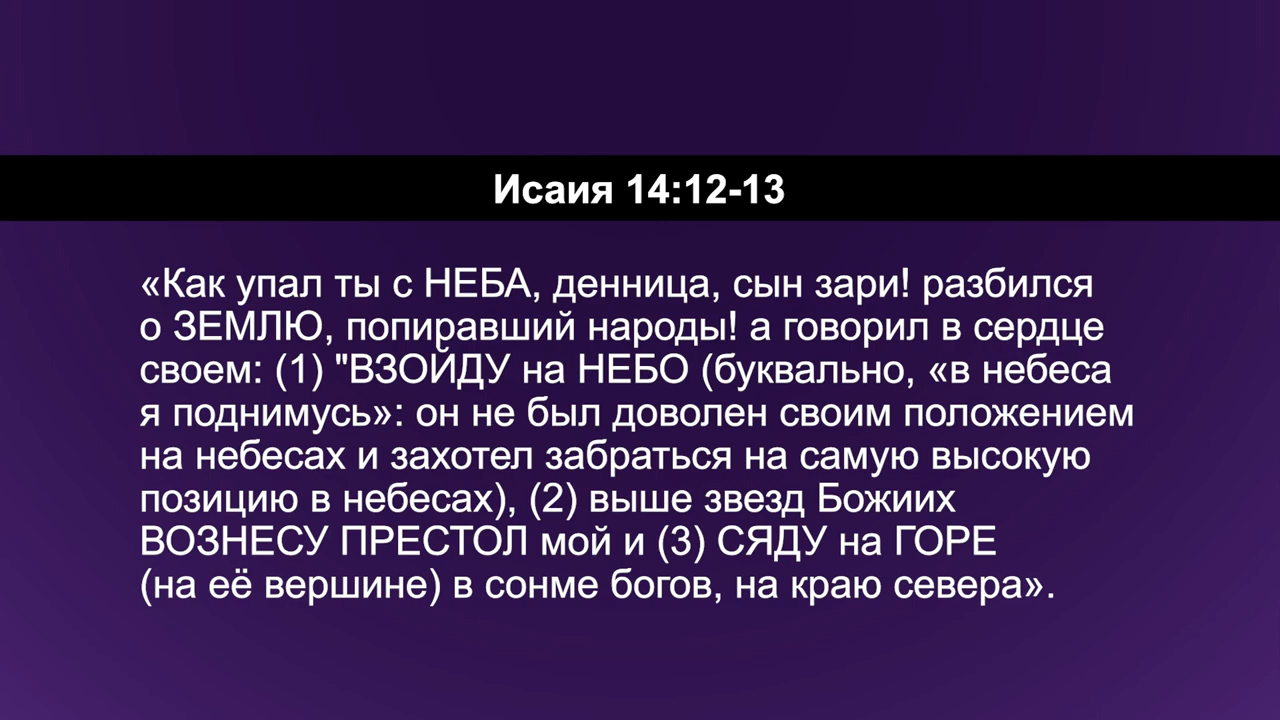 Исаия 14:12-13
«Как упал ты с НЕБА, денница, сын зари! разбился
о ЗЕМЛЮ, попиравший народы! а говорил в сердце
своем: (1) "ВЗОЙДУ на НЕБО (буквально, «в небеса
я поднимусь»: он не был доволен своим положением
на небесах и захотел забраться на самую высокую
позицию в небесах), (2) выше звезд Божиих
ВОЗНЕСУ ПРЕСТОЛ мой и (3) СЯДУ на ГОРЕ
(на её вершине) в сонме богов, на краю севера».